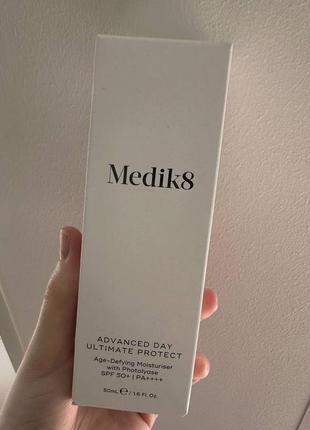 Medik8
ADVANCED DAY
ULTIMATE PROTECT
Age-Defying Moisturiser
with Photolyase
SPF 50+ | PA++++
50mL ℮ / 1.6 Fl. Oz.